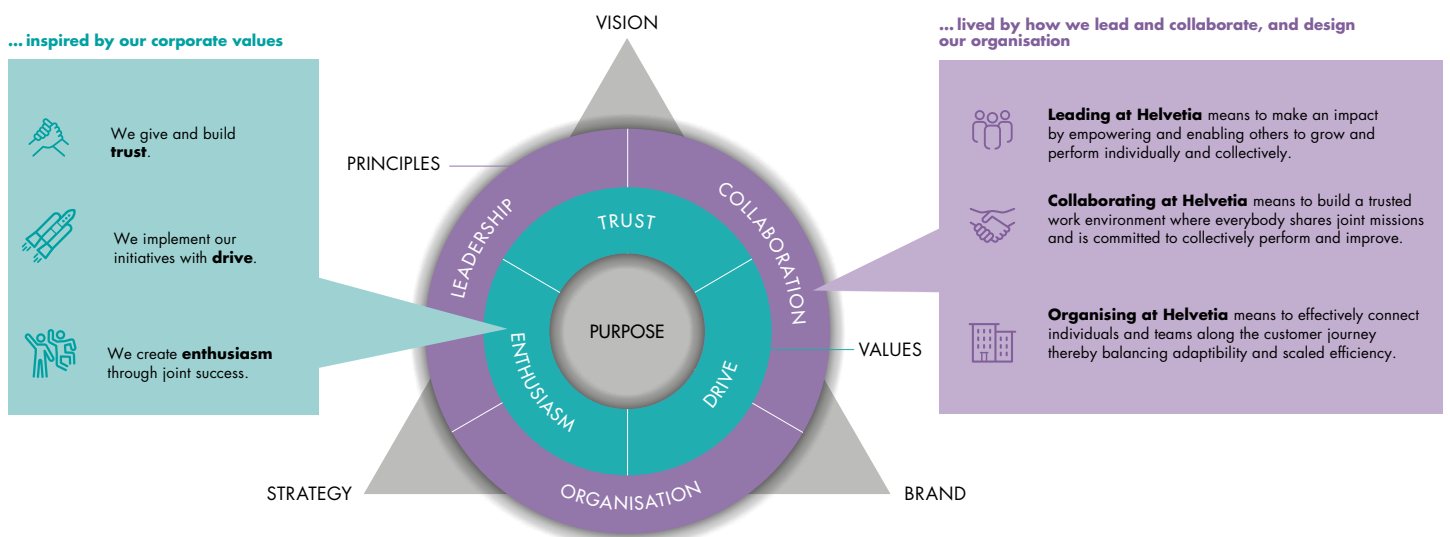 ... inspired by our corporate values
We give and build
trust.
We implement our
initiatives with drive.
We create enthusiasm
through joint success.
VISION
PRINCIPLES
LEADERSHIP
COLLABORATION
TRUST
PURPOSE
ENTHUSIASM
DRIVE
VALUES
ORGANISATION
STRATEGY
BRAND
... lived by how we lead and collaborate, and design
our organisation
Leading at Helvetia means to make an impact
by empowering and enabling others to grow and
perform individually and collectively.
Collaborating at Helvetia means to build a trusted
work environment where everybody shares joint missions
and is committed to collectively perform and improve.
Organising at Helvetia means to effectively connect
individuals and teams along the customer journey
thereby balancing adaptibility and scaled efficiency.